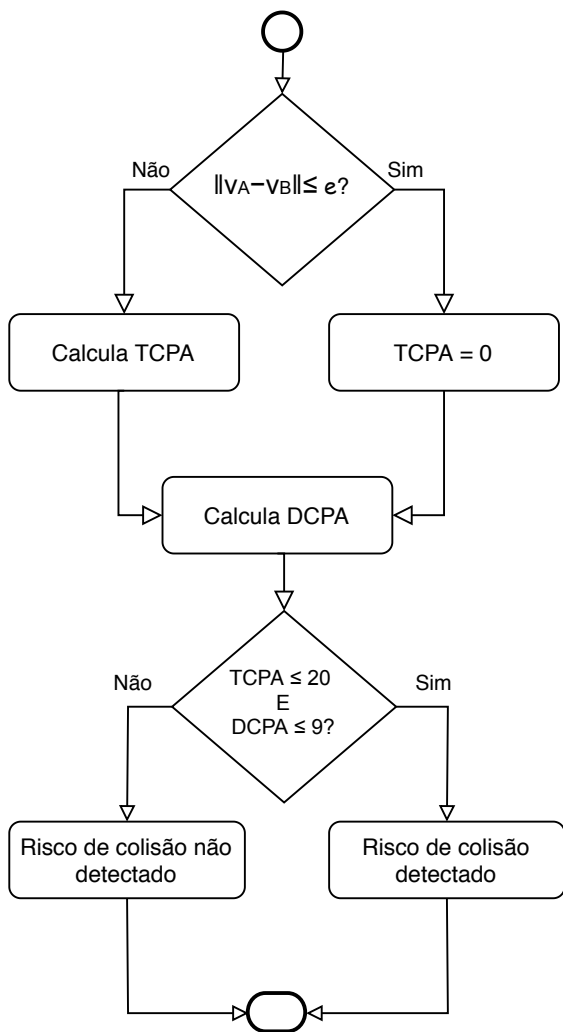 Não
Sim
‖vA−vB‖≤ e?
Calcula TCPA
TCPA = 0
Calcula DCPA
Não
Sim
TCPA ≤ 20
E
DCPA ≤ 9?
Risco de colisão não
detectado
Risco de colisão
detectado